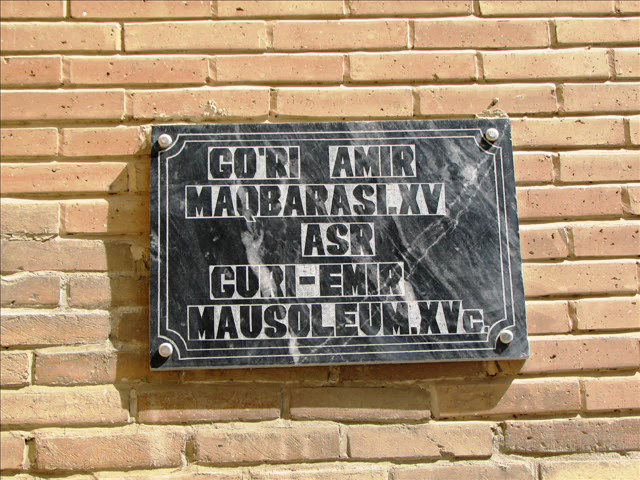 GO'RI AMIR
MAQBARASI.XV
ASR
GURI-EMIR
MAUSOLEUM.XVc.